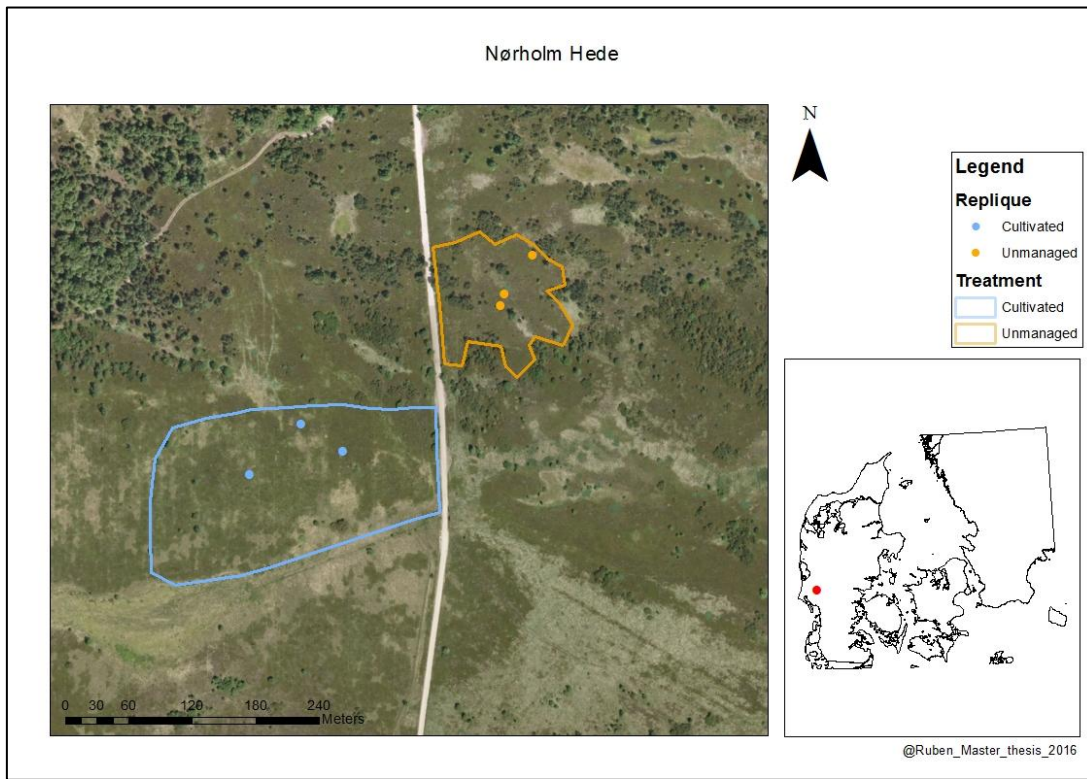 Nørholm Hede
N
Legend
Replique
Cultivated
Unmanaged
Treatment
Cultivated
Unmanaged
0 30 60 120 180 240
Meters
@Ruben_Master_thesis_2016